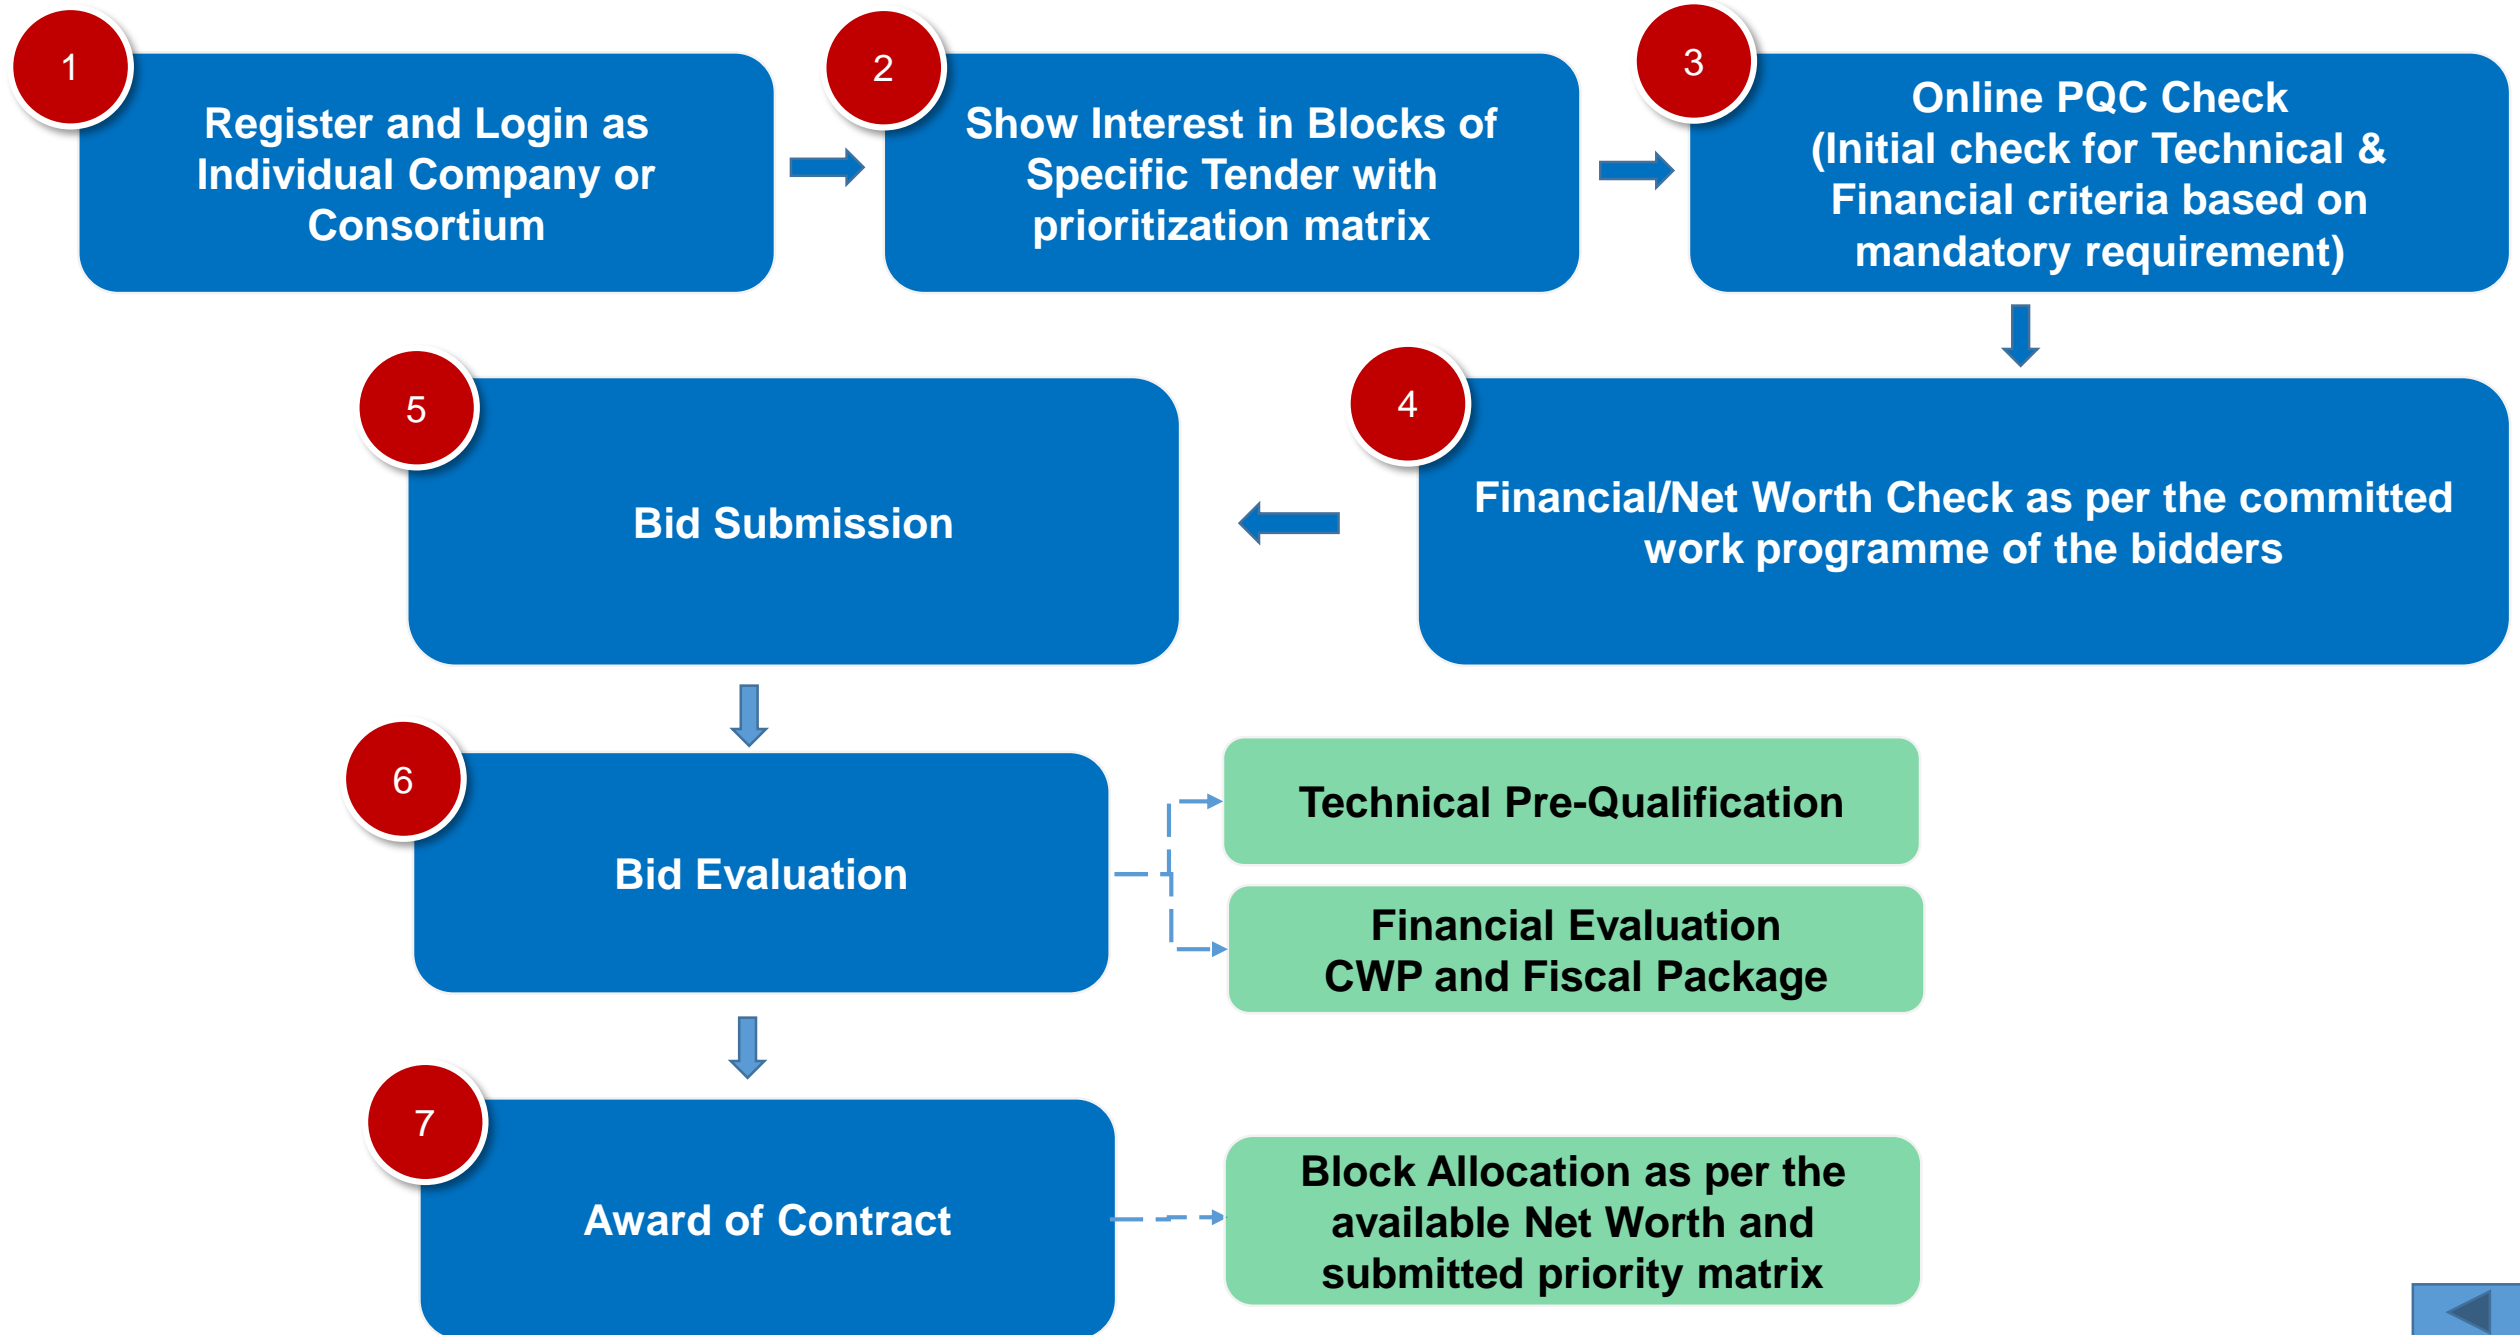 1
Register and Login as
Individual Company or
Consortium
2
Show Interest in Blocks of
Specific Tender with
prioritization matrix
3
Online PQC Check
(Initial check for Technical &
Financial criteria based on
mandatory requirement)
4
Financial/Net Worth Check as per the committed
work programme of the bidders
5
Bid Submission
6
Bid Evaluation
Technical Pre-Qualification
Financial Evaluation
CWP and Fiscal Package
7
Award of Contract
Block Allocation as per the
available Net Worth and
submitted priority matrix